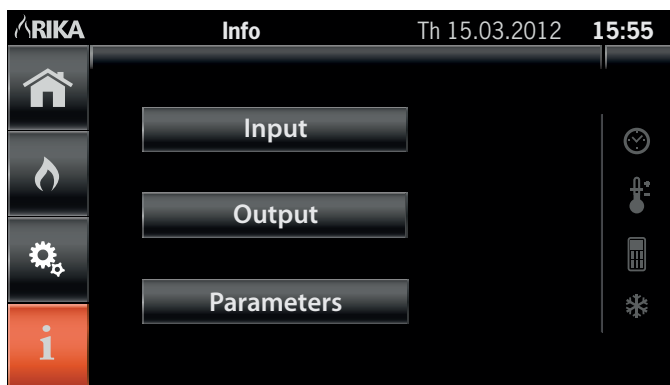 RIKA Info Th 15.03.2012 15:55
Input
Output
Parameters
i